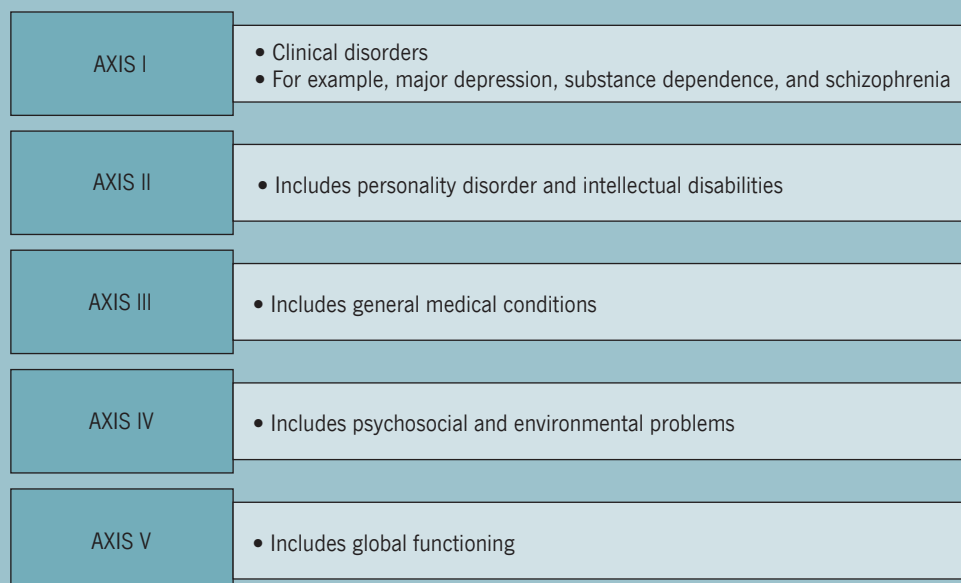 AXIS I
• Clinical disorders
• For example, major depression, substance dependence, and schizophrenia
AXIS II
• Includes personality disorder and intellectual disabilities
AXIS III
• Includes general medical conditions
AXIS IV
• Includes psychosocial and environmental problems
AXIS V
• Includes global functioning